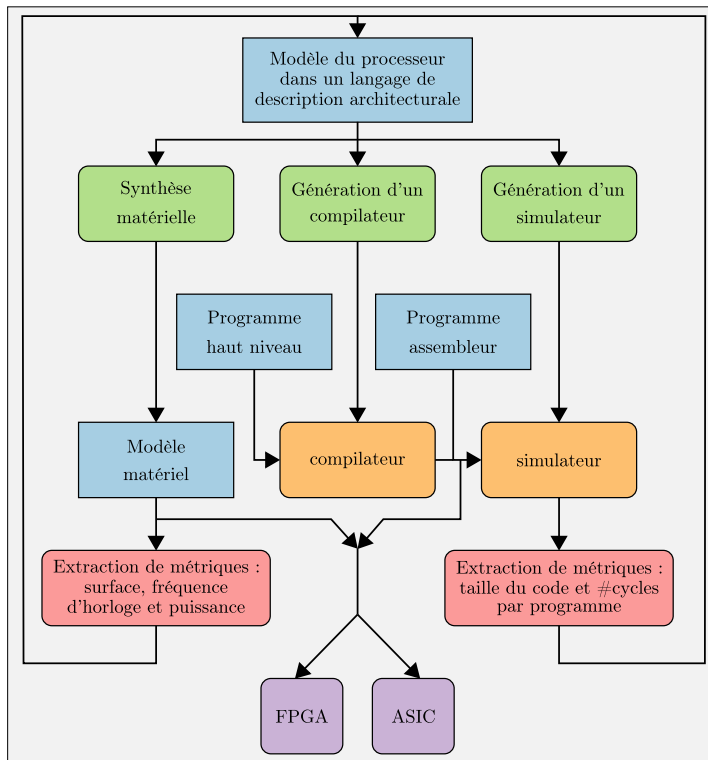 Modèle du processeur
dans un langage de
description architecturale
Synthèse
matérielle
Génération d'un
compilateur
Génération d'un
simulateur
Programme
haut niveau
Programme
assembleur
Modèle
matériel
compilateur
simulateur
Extraction de métriques :
surface, fréquence
d'horloge et puissance
Extraction de métriques :
taille du code et #cycles
par programme
FPGA
ASIC